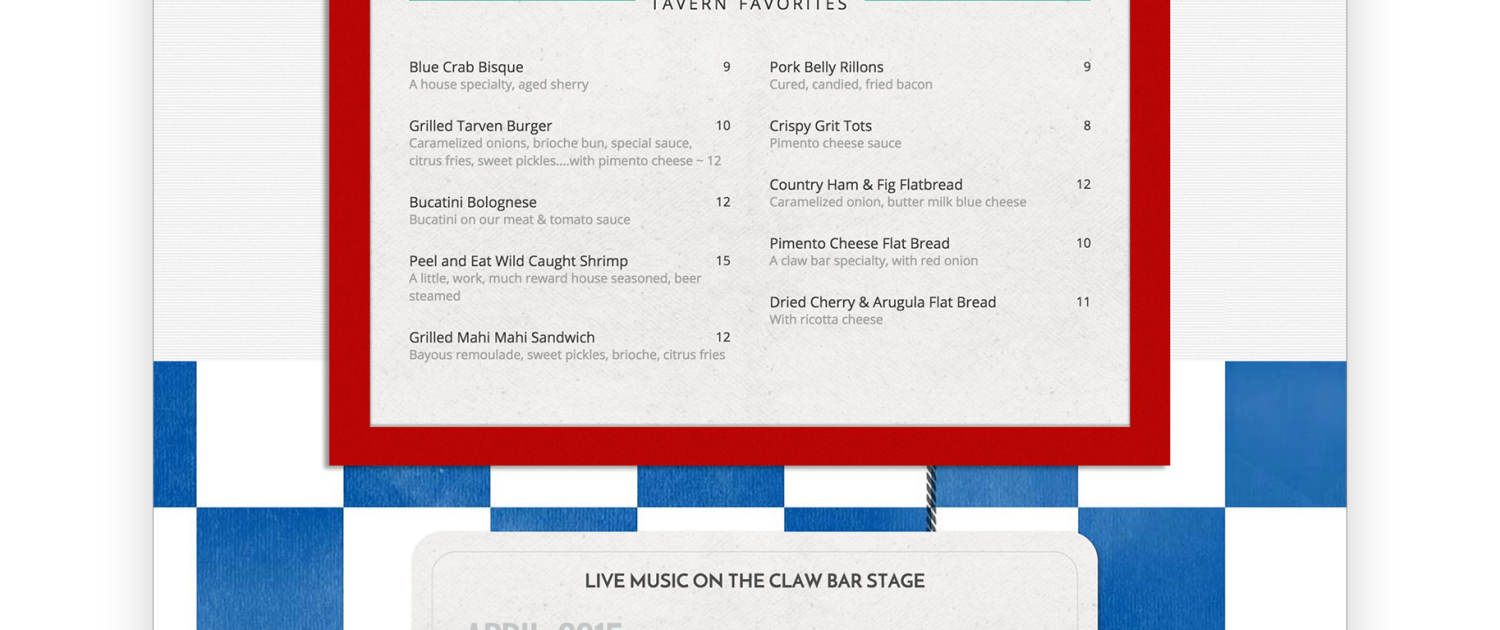 TAVERN FAVORITES
Blue Crab Bisque 9
A house specialty, aged sherry
Grilled Tarven Burger 10
Caramelized onions, brioche bun, special sauce,
citrus fries, sweet pickles....with pimento cheese ~ 12
Bucatini Bolognese 12
Bucatini on our meat & tomato sauce
Peel and Eat Wild Caught Shrimp 15
A little, work, much reward house seasoned, beer
steamed
Grilled Mahi Mahi Sandwich 12
Bayous remoulade, sweet pickles, brioche, citrus fries
Pork Belly Rillons 9
Cured, candied, fried bacon
Crispy Grit Tots 8
Pimento cheese sauce
Country Ham & Fig Flatbread 12
Caramelized onion, butter milk blue cheese
Pimento Cheese Flat Bread 10
A claw bar specialty, with red onion
Dried Cherry & Arugula Flat Bread 11
With ricotta cheese
LIVE MUSIC ON THE CLAW BAR STAGE
APRIL, 2015